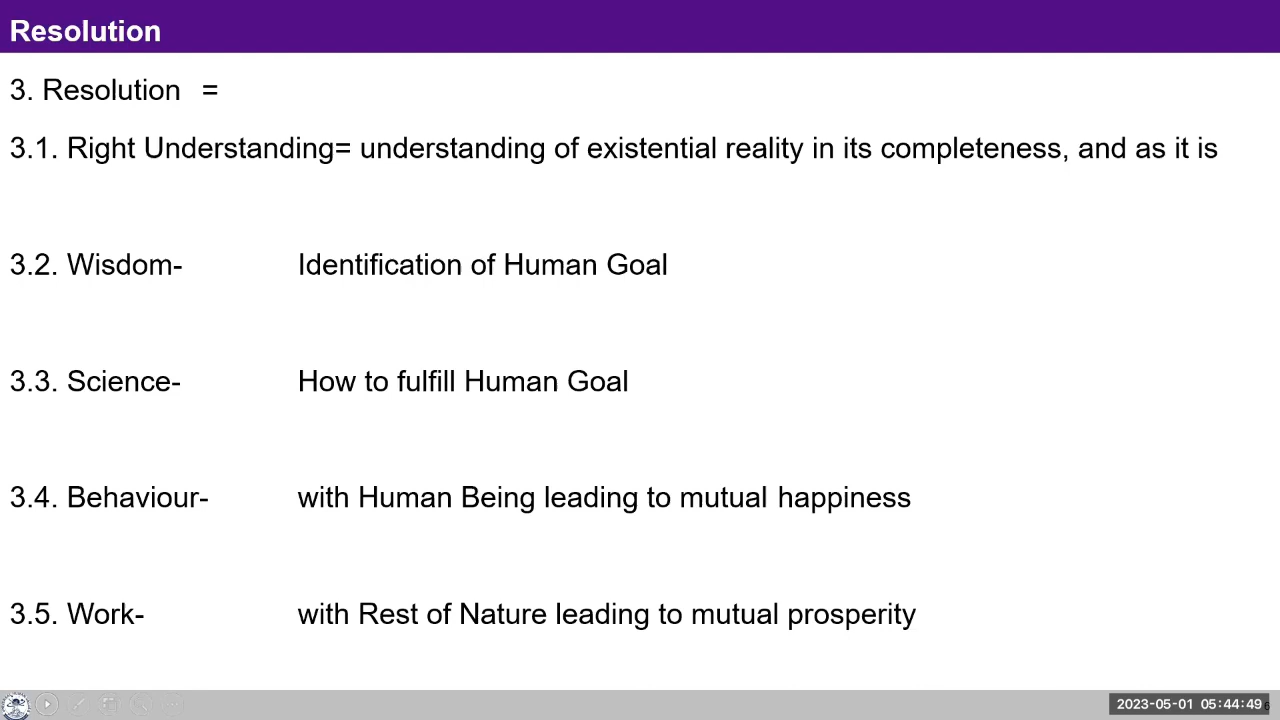 Resolution
3. Resolution =
3.1. Right Understanding= understanding of existential reality in its completeness, and as it is
3.2. Wisdom- Identification of Human Goal
3.3. Science- How to fulfill Human Goal
3.4. Behaviour- with Human Being leading to mutual happiness
3.5. Work- with Rest of Nature leading to mutual prosperity
2023-05-01 05:44:49 6